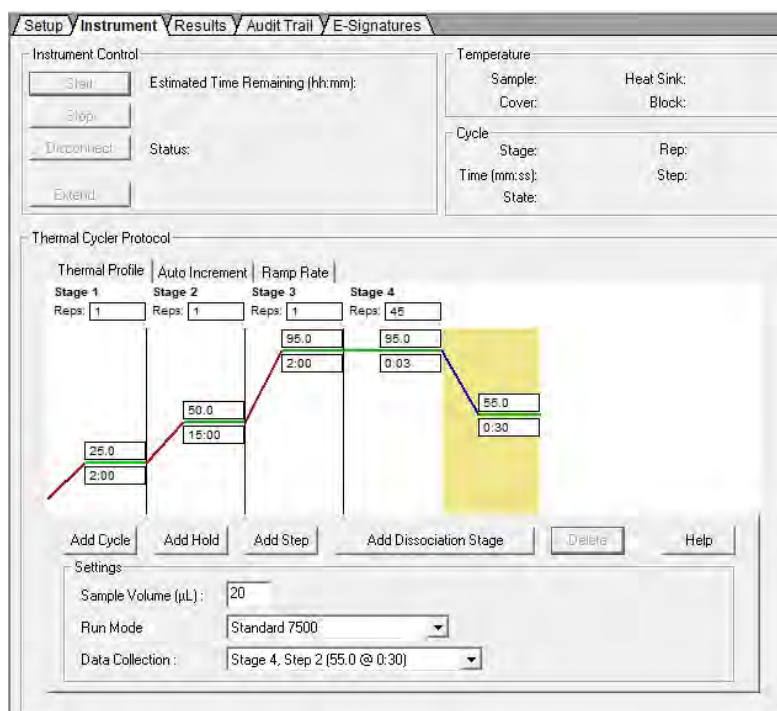 Setup Instrument Results Audit Trail E-Signatures
Instrument Control
Start
Estimated Time Remaining (hh:mm):
Stop
Disconnect
Status:
Extend
Temperature
Sample: Heat Sink:
Cover: Block:
Cycle
Stage: Rep:
Time (mm:ss): Step:
State:
Thermal Cycler Protocol
Thermal Profile Auto Increment Ramp Rate
Stage 1 Stage 2 Stage 3 Stage 4
Reps: 1 Reps: 1 Reps: 1 Reps: 45
95.0 95.0
2:00 0:03
50.0 55.0
15:00 0:30
25.0
2:00
Add Cycle Add Hold Add Step Add Dissociation Stage Delete Help
Settings
Sample Volume (µL) : 20
Run Mode Standard 7500
Data Collection : Stage 4, Step 2 (55.0 @ 0:30)